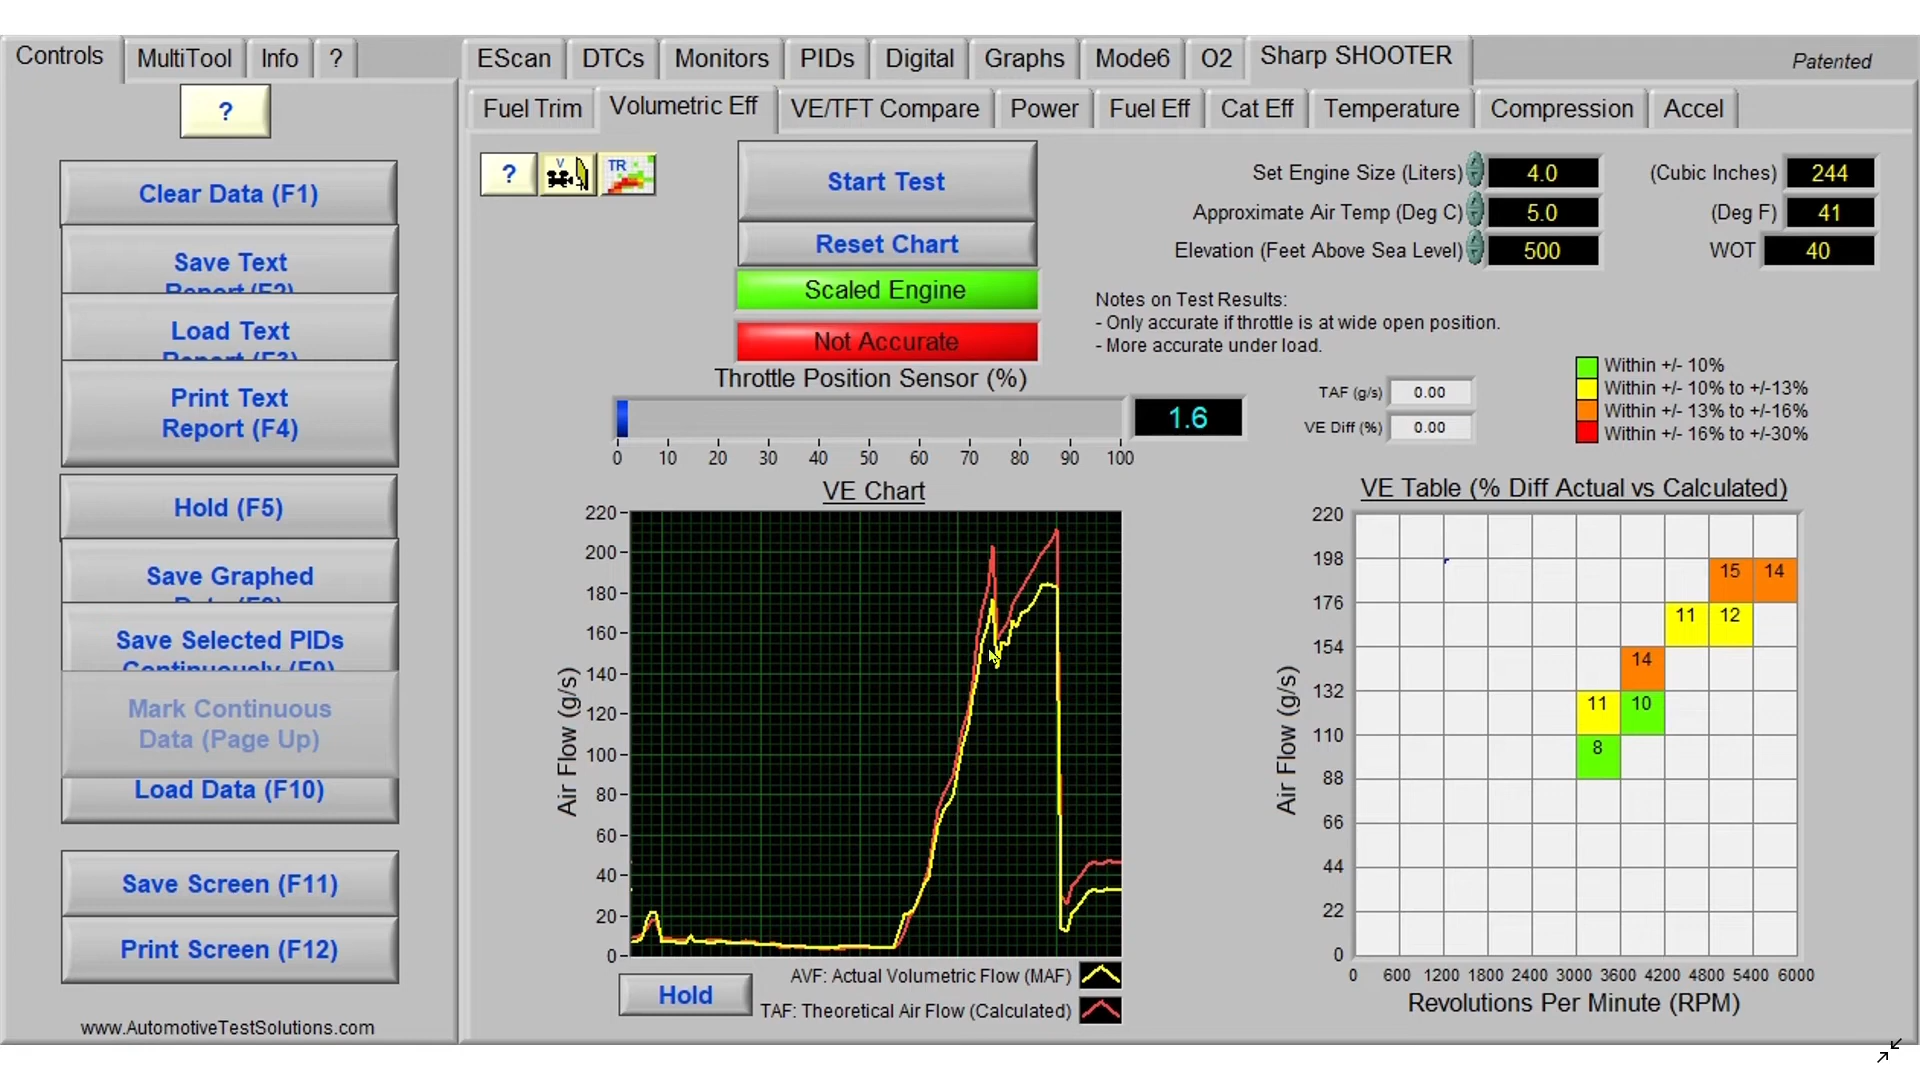 Controls
MultiTool
Info
?
EScan
DTCs
Monitors
PIDs
Digital
Graphs
Mode6
O2
Sharp SHOOTER
Patented
Fuel Trim
Volumetric Eff
VE/TFT Compare
Power
Fuel Eff
Cat Eff
Temperature
Compression
Accel
?
Clear Data (F1)
Save Text
Report (F2)
Load Text
Report (F3)
Print Text
Report (F4)
Hold (F5)
Save Graphed
Save Selected PIDs
Continuously (F9)
Mark Continuous
Data (Page Up)
Load Data (F10)
Save Screen (F11)
Print Screen (F12)
www.AutomotiveTestSolutions.com
?
V
TR
Start Test
Reset Chart
Scaled Engine
Not Accurate
Set Engine Size (Liters) 4.0 (Cubic Inches) 244
Approximate Air Temp (Deg C) 5.0 (Deg F) 41
Elevation (Feet Above Sea Level) 500 WOT 40
Notes on Test Results:
- Only accurate if throttle is at wide open position.
- More accurate under load.
Throttle Position Sensor (%)
1.6
0 10 20 30 40 50 60 70 80 90 100
TAF (g/s) 0.00
VE Diff (%) 0.00
Within +/- 10%
Within +/- 10% to +/-13%
Within +/- 13% to +/-16%
Within +/- 16% to +/-30%
VE Chart
220
200
180
160
140
120
100
80
60
40
20
0
Air Flow (g/s)
Hold
AVF: Actual Volumetric Flow (MAF)
TAF: Theoretical Air Flow (Calculated)
VE Table (% Diff Actual vs Calculated)
220
198
176
154
132
110
88
66
44
22
0
Air Flow (g/s)
15 14
11 12
14
11 10
8
0 600 1200 1800 2400 3000 3600 4200 4800 5400 6000
Revolutions Per Minute (RPM)